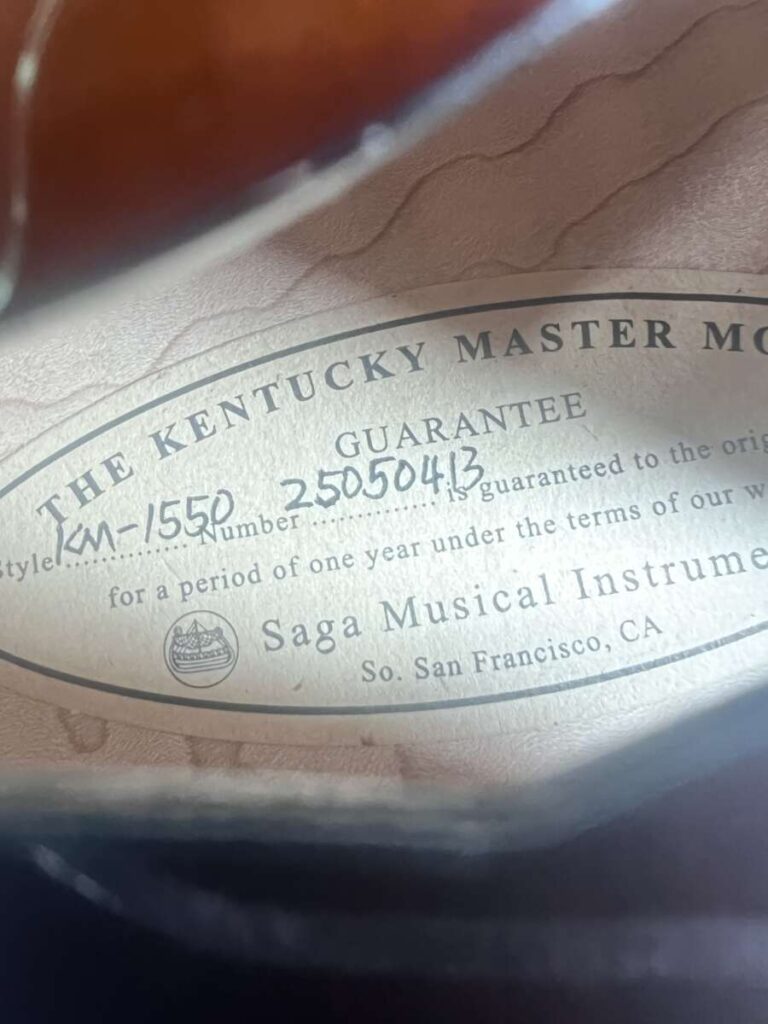 THE KENTUCKY MASTER MO
GUARANTEE
Style KM-1550 Number 25050413 is guaranteed to the orig
for a period of one year under the terms of our w
Saga Musical Instrume
So. San Francisco, CA